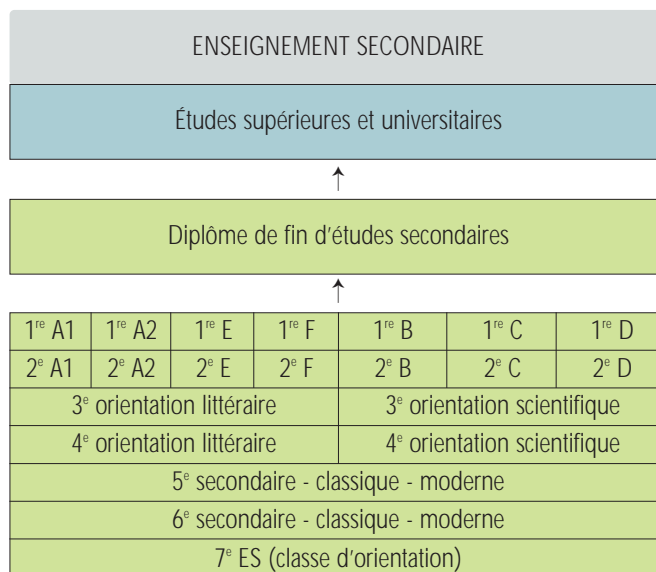 ENSEIGNEMENT SECONDAIRE
Études supérieures et universitaires
↑
Diplôme de fin d'études secondaires
↑
1re A1 1re A2 1re E 1re F 1re B 1re C 1re D
2e A1 2e A2 2e E 2e F 2e B 2e C 2e D
3e orientation littéraire 3e orientation scientifique
4e orientation littéraire 4e orientation scientifique
5e secondaire - classique - moderne
6e secondaire - classique - moderne
7e ES (classe d'orientation)